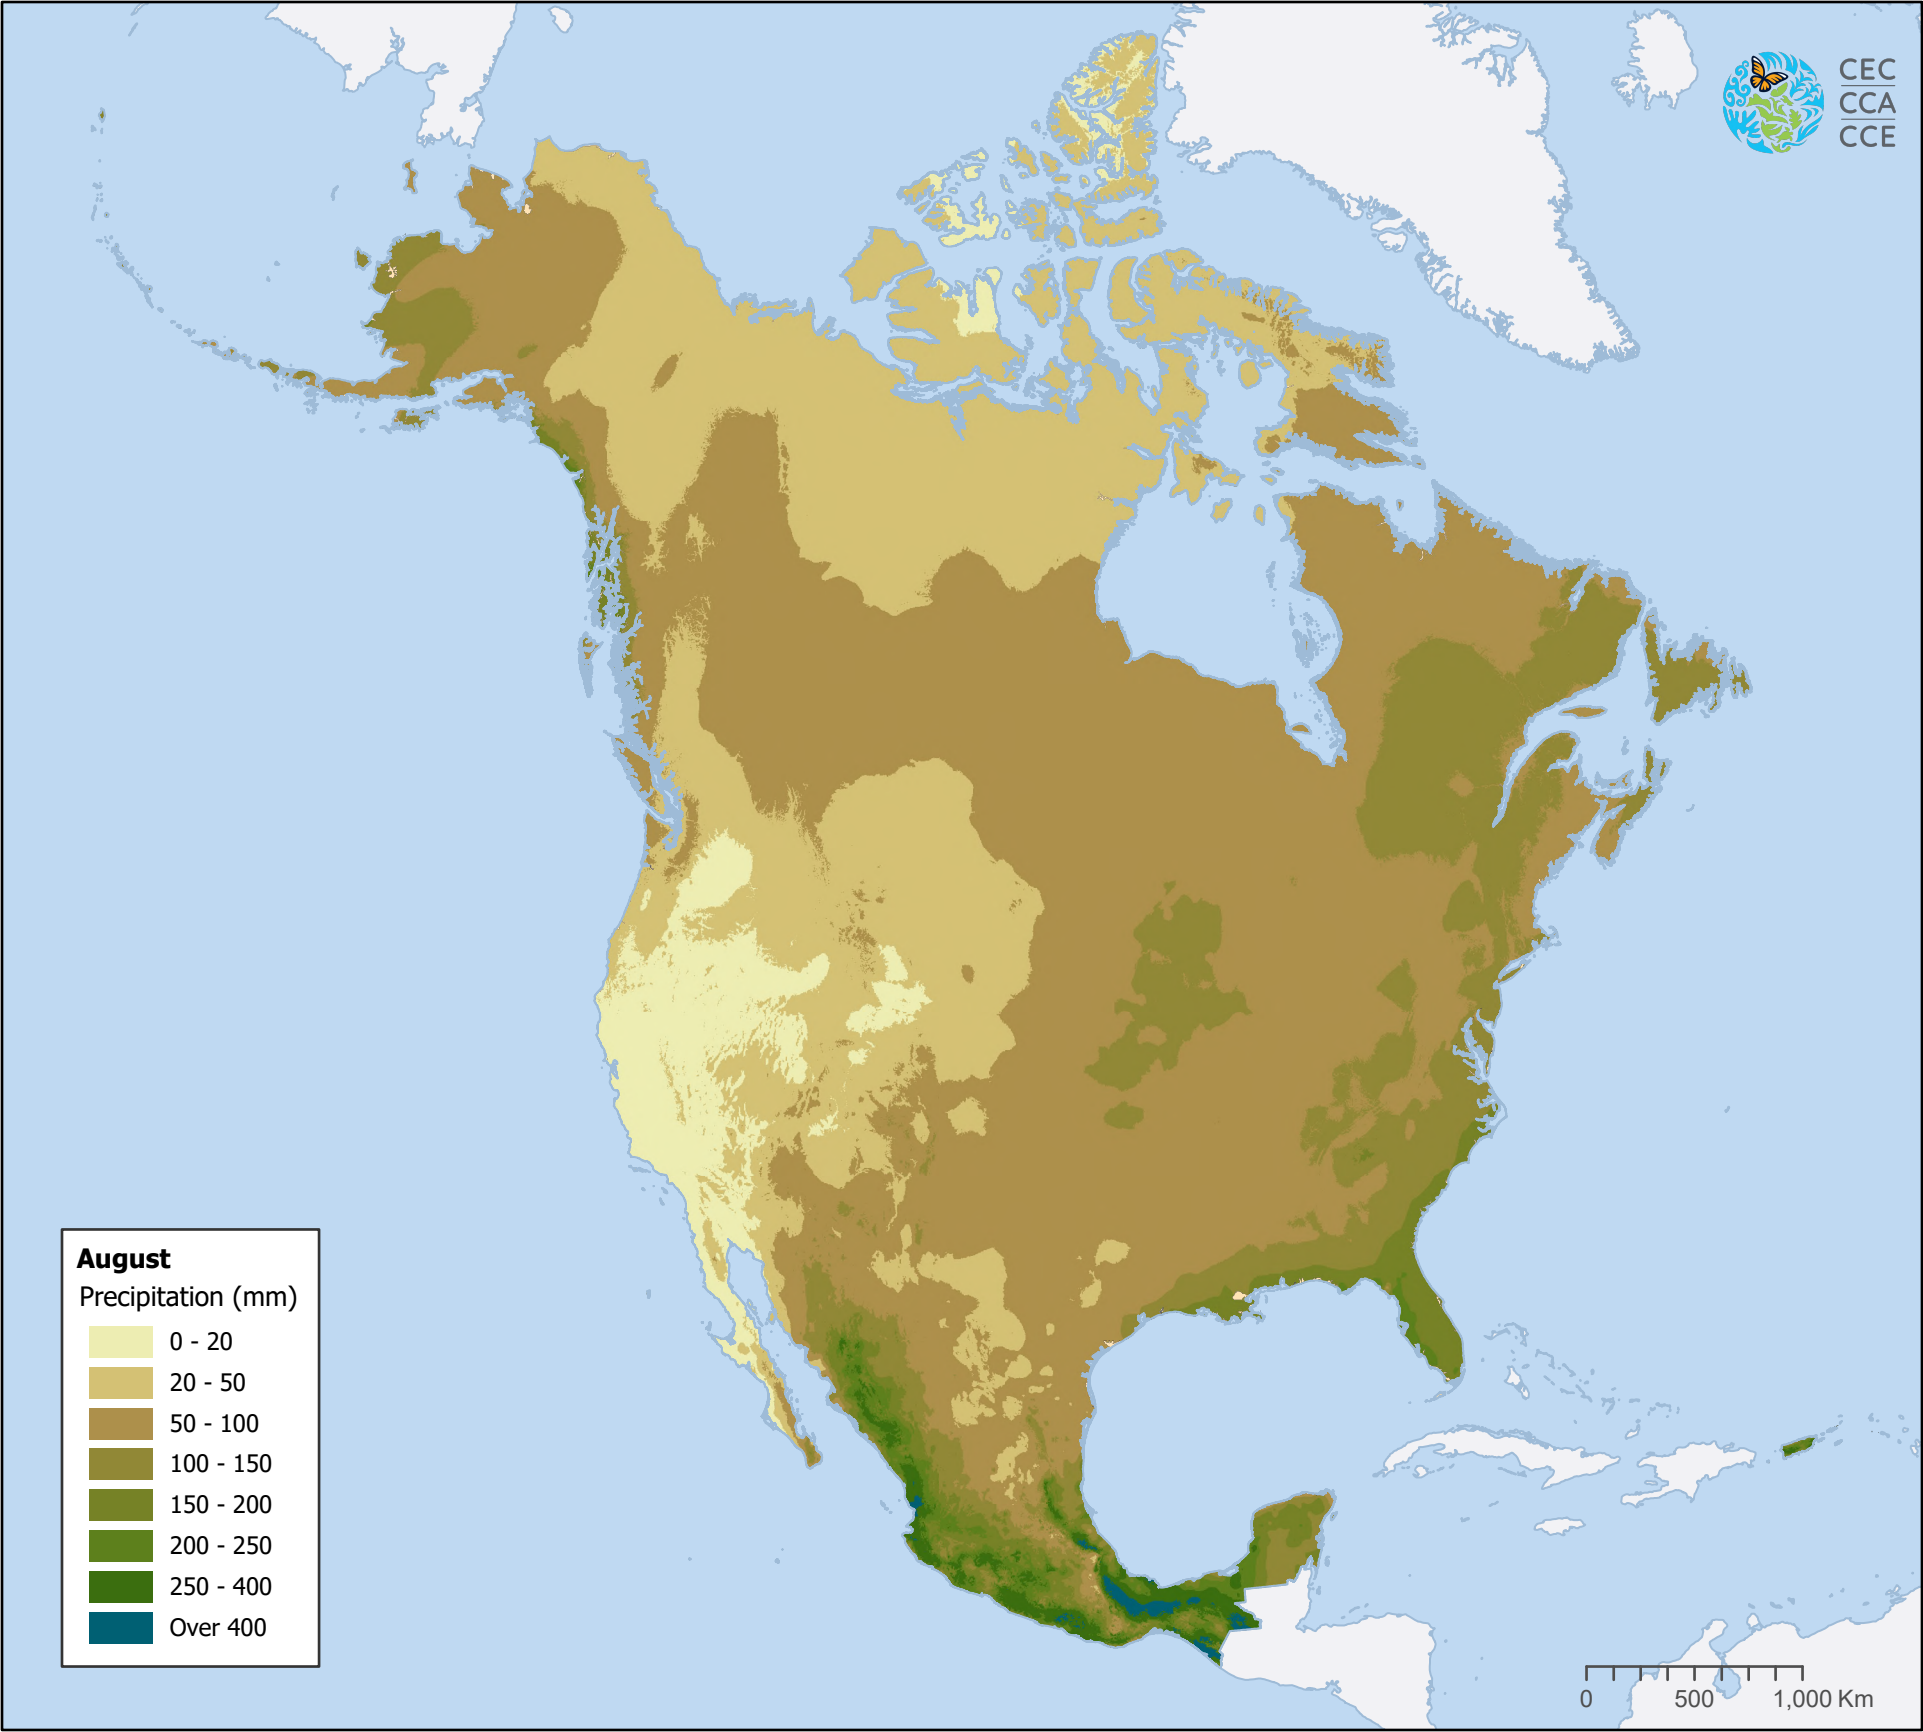 CEC
CCA
CCE
August
Precipitation (mm)
0 - 20
20 - 50
50 - 100
100 - 150
150 - 200
200 - 250
250 - 400
Over 400
0 500 1,000 Km